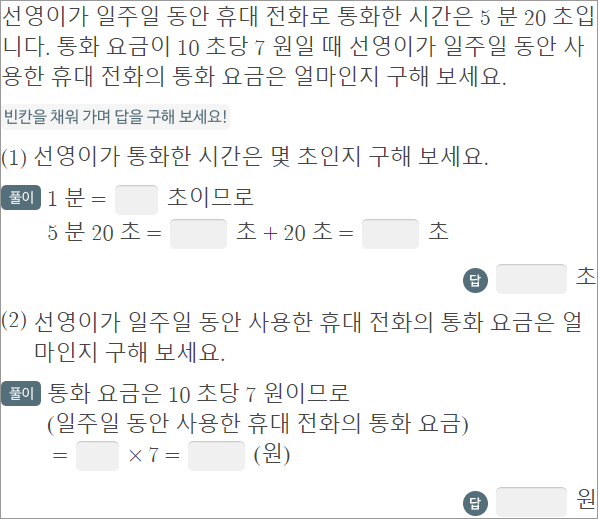 선영이가 일주일 동안 휴대 전화로 통화한 시간은 5 분 20 초입
니다. 통화 요금이 10 초당 7 원일 때 선영이가 일주일 동안 사
용한 휴대 전화의 통화 요금은 얼마인지 구해 보세요.
빈칸을 채워 가며 답을 구해 보세요!
(1) 선영이가 통화한 시간은 몇 초인지 구해 보세요.
풀이 1 분 = 초이므로
5 분 20 초 = 초 + 20 초 = 초
답 초
(2) 선영이가 일주일 동안 사용한 휴대 전화의 통화 요금은 얼
마인지 구해 보세요.
풀이 통화 요금은 10 초당 7 원이므로
(일주일 동안 사용한 휴대 전화의 통화 요금)
= × 7 = (원)
답 원